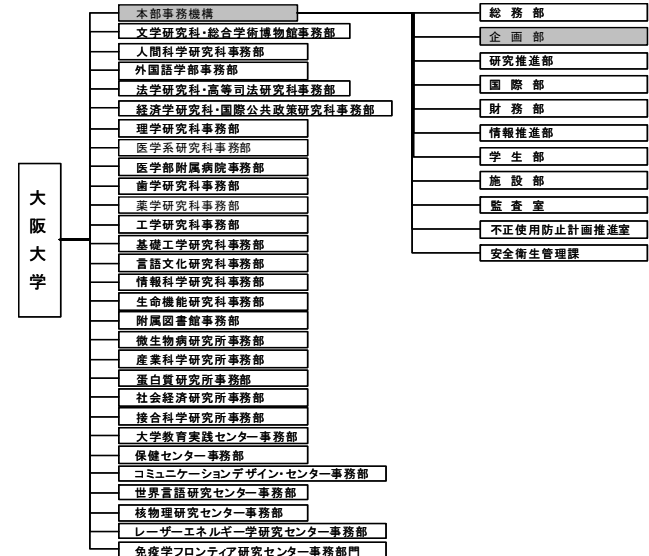 大阪大学
本部事務機構
文学研究科・総合学術博物館事務部
人間科学研究科事務部
外国語学部事務部
法学研究科・高等司法研究科事務部
経済学研究科・国際公共政策研究科事務部
理学研究科事務部
医学系研究科事務部
医学部附属病院事務部
歯学研究科事務部
薬学研究科事務部
工学研究科事務部
基礎工学研究科事務部
言語文化研究科事務部
情報科学研究科事務部
生命機能研究科事務部
附属図書館事務部
微生物病研究所事務部
産業科学研究所事務部
蛋白質研究所事務部
社会経済研究所事務部
接合科学研究所事務部
大学教育実践センター事務部
保健センター事務部
コミュニケーションデザイン・センター事務部
世界言語研究センター事務部
核物理研究センター事務部
レーザーエネルギー学研究センター事務部
免疫学フロンティア研究センター事務部門
総務部
企画部
研究推進部
国際部
財務部
情報推進部
学生部
施設部
監査室
不正使用防止計画推進室
安全衛生管理課